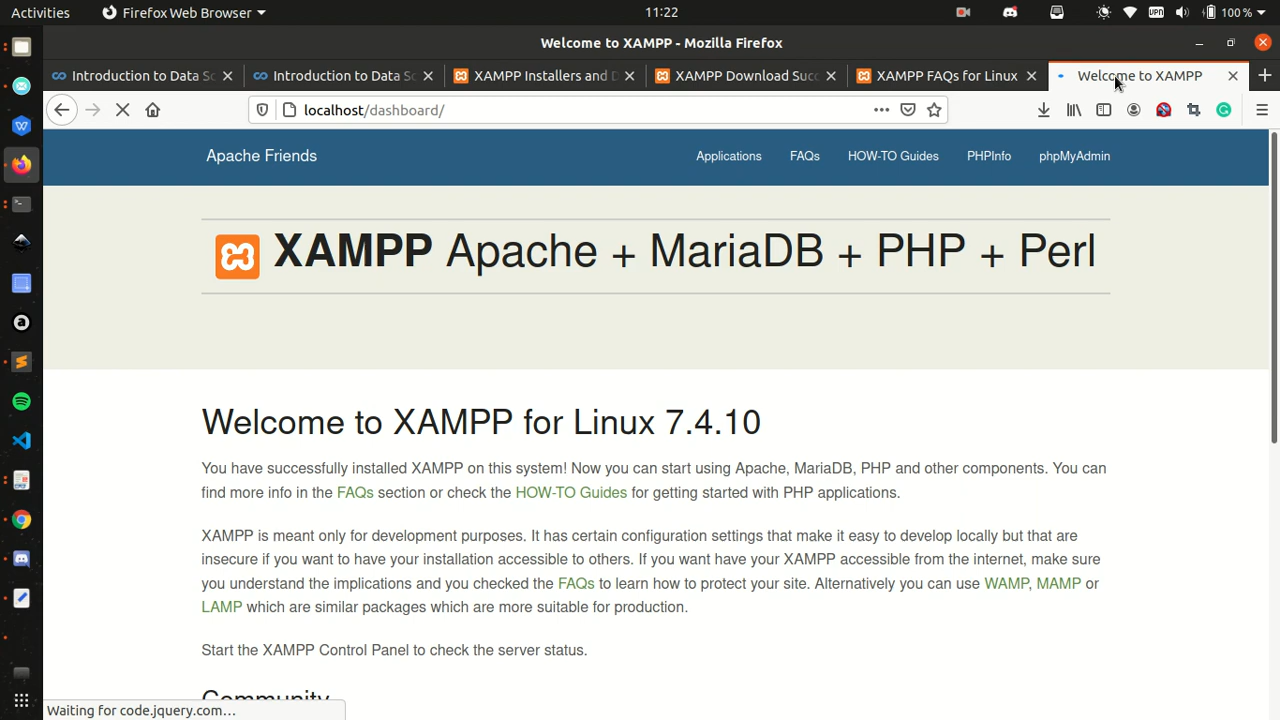 Activities Firefox Web Browser 11:22 100 %
Welcome to XAMPP - Mozilla Firefox
Introduction to Data Sc Introduction to Data Sc XAMPP Installers and D XAMPP Download Succ XAMPP FAQs for Linux Welcome to XAMPP
localhost/dashboard/
Apache Friends Applications FAQs HOW-TO Guides PHPInfo phpMyAdmin
XAMPP Apache + MariaDB + PHP + Perl
Welcome to XAMPP for Linux 7.4.10
You have successfully installed XAMPP on this system! Now you can start using Apache, MariaDB, PHP and other components. You can
find more info in the FAQs section or check the HOW-TO Guides for getting started with PHP applications.
XAMPP is meant only for development purposes. It has certain configuration settings that make it easy to develop locally but that are
insecure if you want to have your installation accessible to others. If you want have your XAMPP accessible from the internet, make sure
you understand the implications and you checked the FAQs to learn how to protect your site. Alternatively you can use WAMP, MAMP or
LAMP which are similar packages which are more suitable for production.
Start the XAMPP Control Panel to check the server status.
Community
Waiting for code.jquery.com…